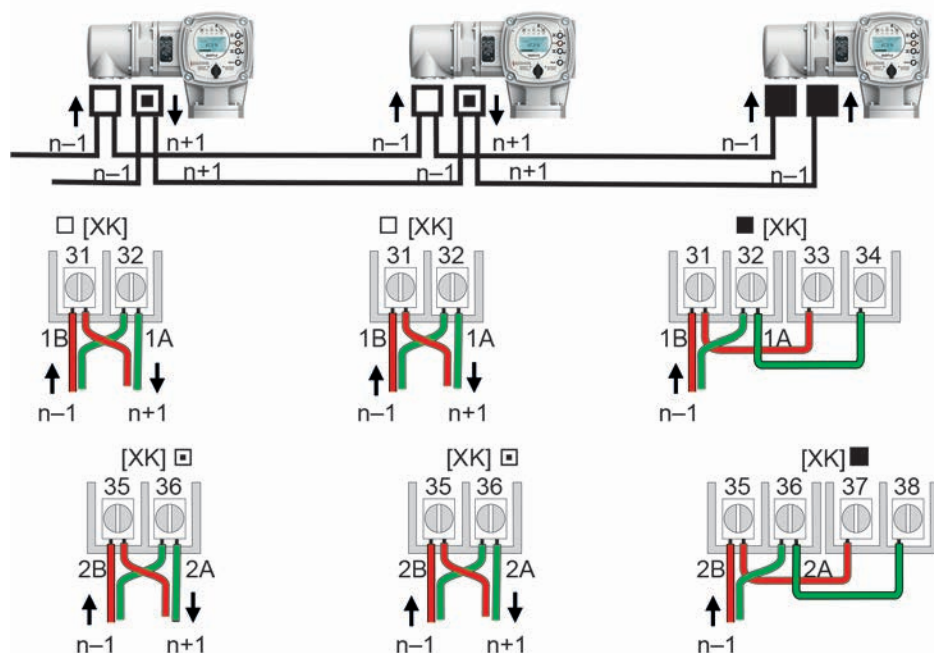 n–1 n+1 n–1 n+1 n–1
n–1 n+1 n–1 n+1 n–1
[XK] [XK] [XK]
31 32 31 32 31 32 33 34
1B 1A 1B 1A 1B 1A
n–1 n+1 n–1 n+1 n–1
[XK] [XK] [XK]
35 36 35 36 35 36 37 38
2B 2A 2B 2A 2B 2A
n–1 n+1 n–1 n+1 n–1